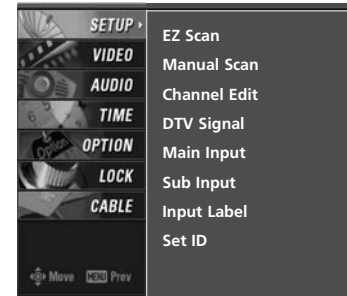 SETUP
VIDEO
AUDIO
TIME
OPTION
LOCK
CABLE
Move MENU Prev
EZ Scan
Manual Scan
Channel Edit
DTV Signal
Main Input
Sub Input
Input Label
Set ID